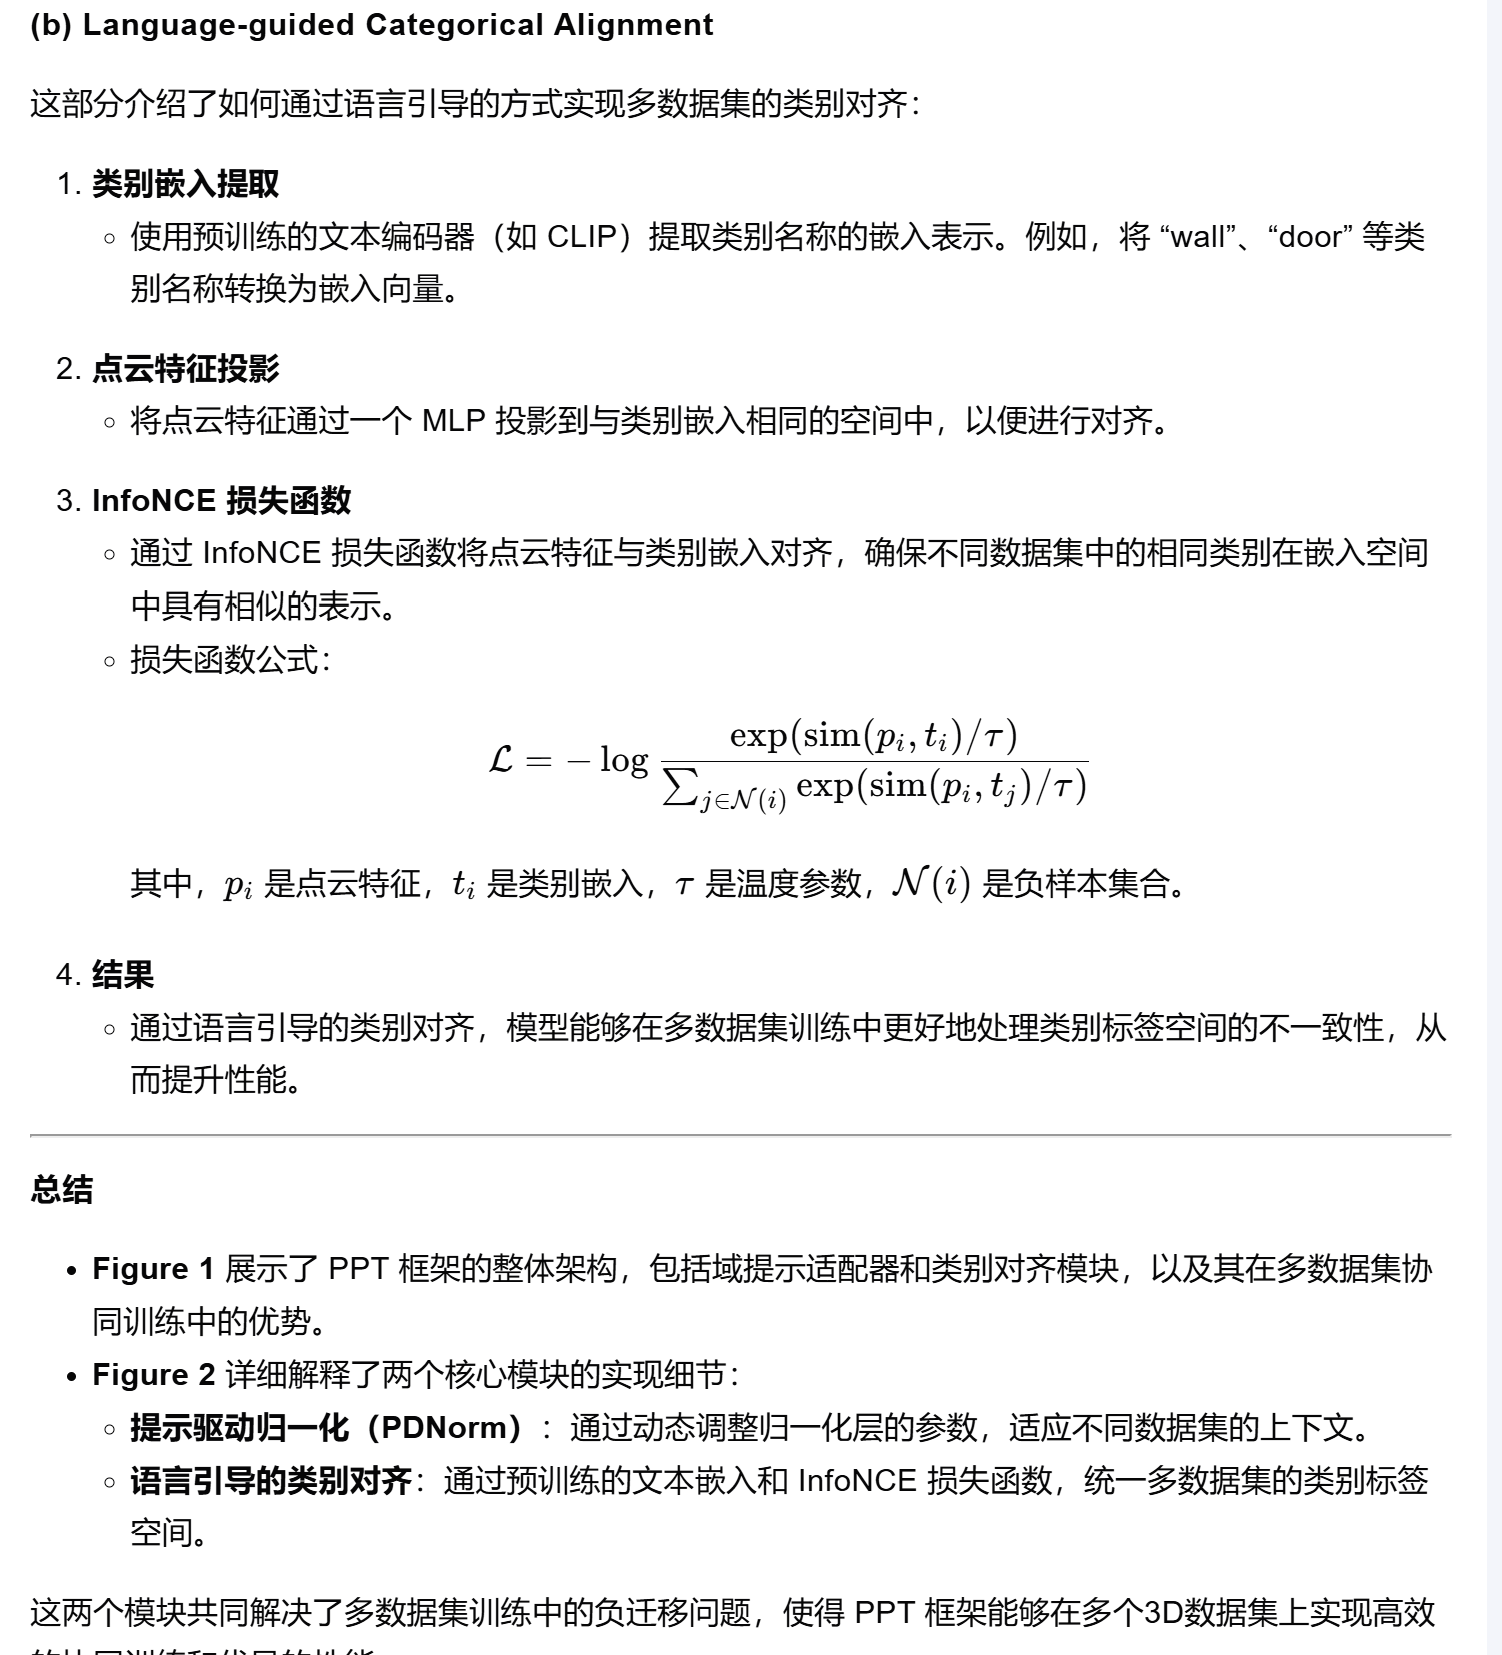 (b) Language-guided Categorical Alignment
这部分介绍了如何通过语言引导的方式实现多数据集的类别对齐：
1. 类别嵌入提取
◦ 使用预训练的文本编码器（如 CLIP）提取类别名称的嵌入表示。例如，将 “wall”、“door” 等类
别名称转换为嵌入向量。
2. 点云特征投影
◦ 将点云特征通过一个 MLP 投影到与类别嵌入相同的空间中，以便进行对齐。
3. InfoNCE 损失函数
◦ 通过 InfoNCE 损失函数将点云特征与类别嵌入对齐，确保不同数据集中的相同类别在嵌入空间
中具有相似的表示。
◦ 损失函数公式：
$$\mathcal{L} = -\log \frac{\exp(\text{sim}(p_i, t_i)/\tau)}{\sum_{j \in \mathcal{N}(i)} \exp(\text{sim}(p_i, t_j)/\tau)}$$
其中，$p_i$ 是点云特征，$t_i$ 是类别嵌入，$\tau$ 是温度参数，$\mathcal{N}(i)$ 是负样本集合。
4. 结果
◦ 通过语言引导的类别对齐，模型能够在多数据集训练中更好地处理类别标签空间的不一致性，从
而提升性能。
总结
• Figure 1 展示了 PPT 框架的整体架构，包括域提示适配器和类别对齐模块，以及其在多数据集协
同训练中的优势。
• Figure 2 详细解释了两个核心模块的实现细节：
◦ 提示驱动归一化（PDNorm）：通过动态调整归一化层的参数，适应不同数据集的上下文。
◦ 语言引导的类别对齐：通过预训练的文本嵌入和 InfoNCE 损失函数，统一多数据集的类别标签
空间。
这两个模块共同解决了多数据集训练中的负迁移问题，使得 PPT 框架能够在多个3D数据集上实现高效